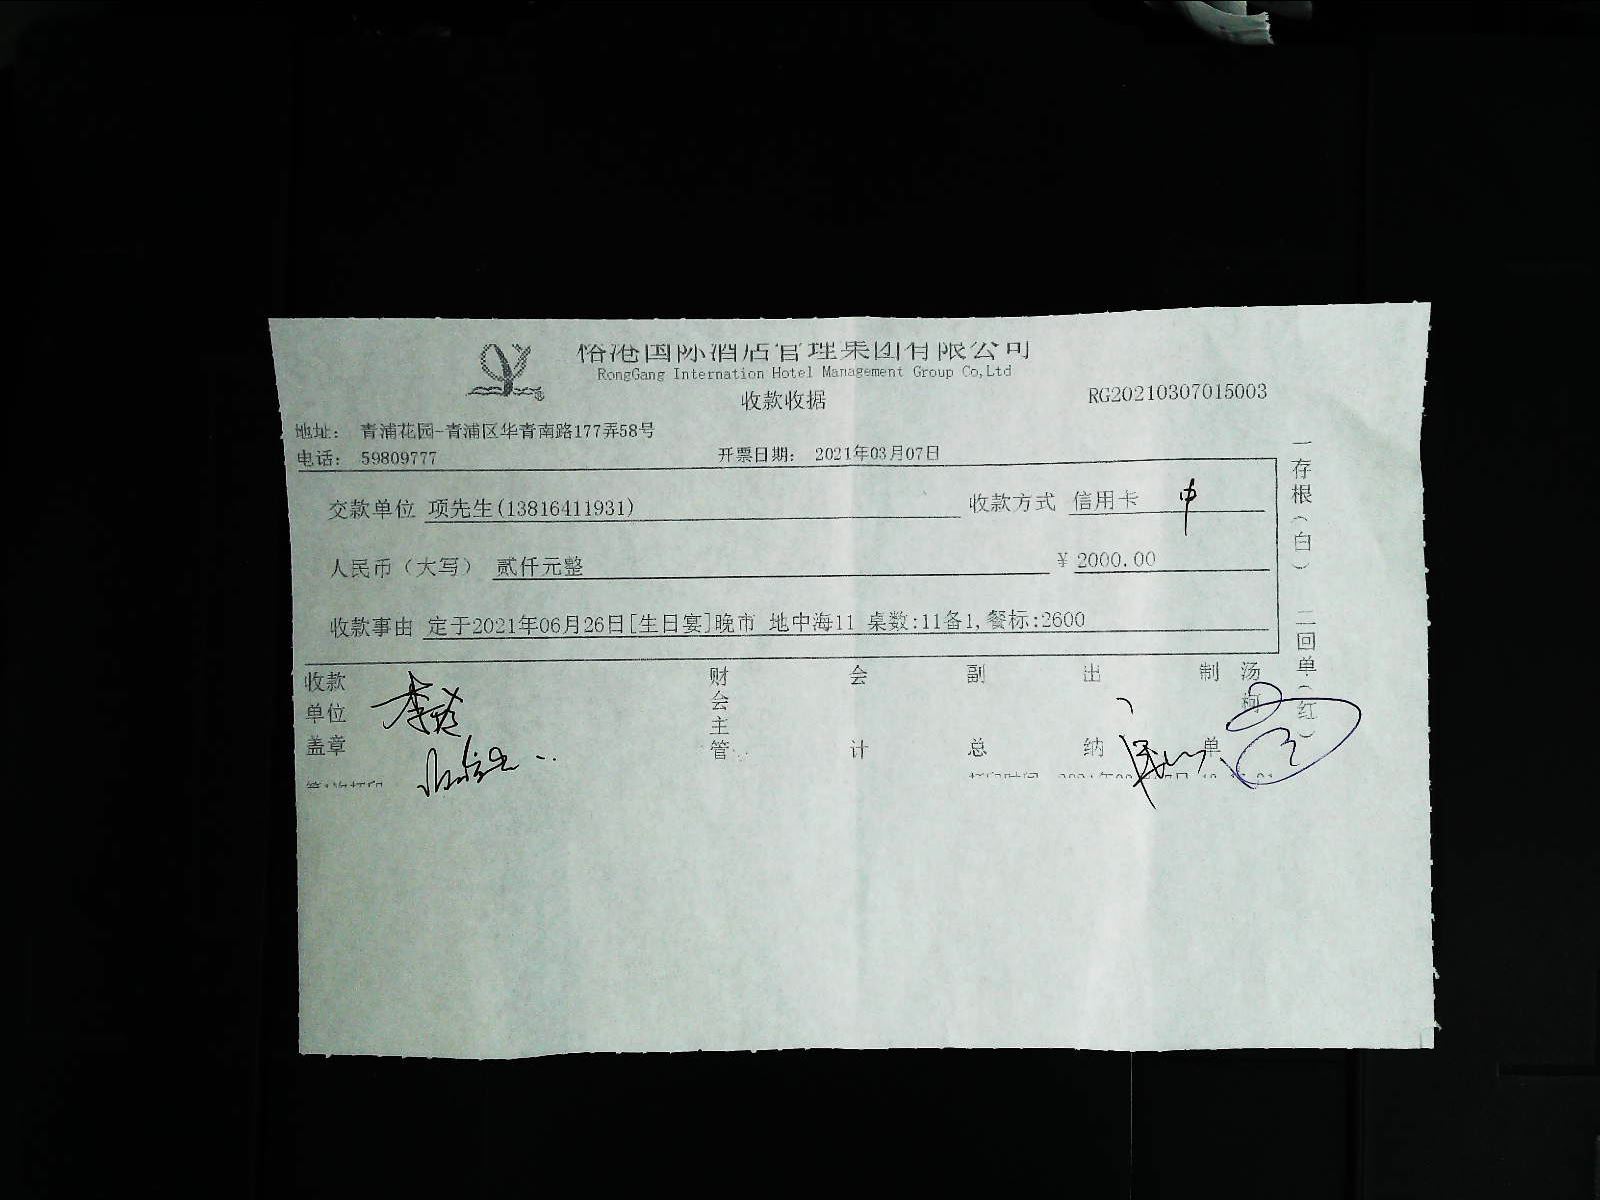 榕港国际酒店管理集团有限公司
RongGang Internation Hotel Management Group Co,Ltd
收款收据
RG20210307015003
地址： 青浦花园-青浦区华青南路177弄58号
电话： 59809777 开票日期： 2021年03月07日
交款单位 项先生(13816411931) 收款方式 信用卡 中
人民币（大写） 贰仟元整 ¥ 2000.00
收款事由 定于2021年06月26日[生日宴]晚市 地中海11 桌数:11备1,餐标:2600
收款单位盖章
财会主管
会计
副总
出纳
制单
汤柯
一存根（白） 二回单（红）